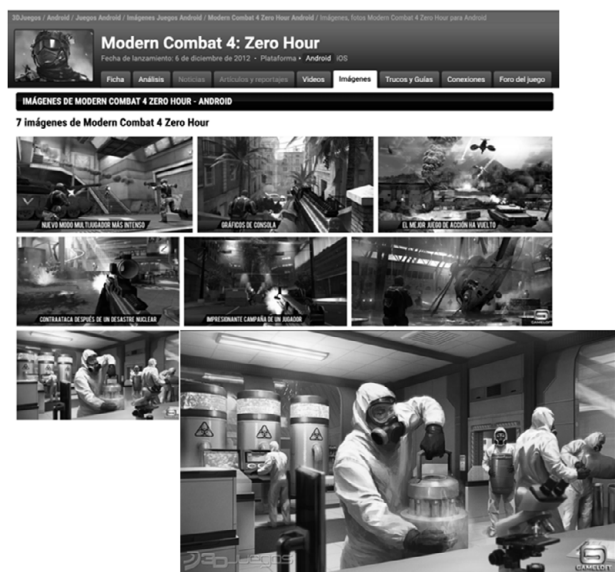 3DJuegos / Android / Juegos Android / Imágenes Juegos Android / Modern Combat 4 Zero Hour Android / Imágenes, fotos Modern Combat 4 Zero Hour para Android
Modern Combat 4: Zero Hour
Fecha de lanzamiento: 6 de diciembre de 2012 • Plataforma • Android iOS
Ficha Análisis Noticias Artículos y reportajes Vídeos Imágenes Trucos y Guías Conexiones Foro del juego
IMÁGENES DE MODERN COMBAT 4 ZERO HOUR - ANDROID
7 imágenes de Modern Combat 4 Zero Hour
NUEVO MODO MULTIJUGADOR MÁS INTENSO
GRÁFICOS DE CONSOLA
EL MEJOR JUEGO DE ACCIÓN HA VUELTO
CONTRAATACA DESPUÉS DE UN DESASTRE NUCLEAR
IMPRESIONANTE CAMPAÑA DE UN JUGADOR
3DJuegos
GAMELOFT